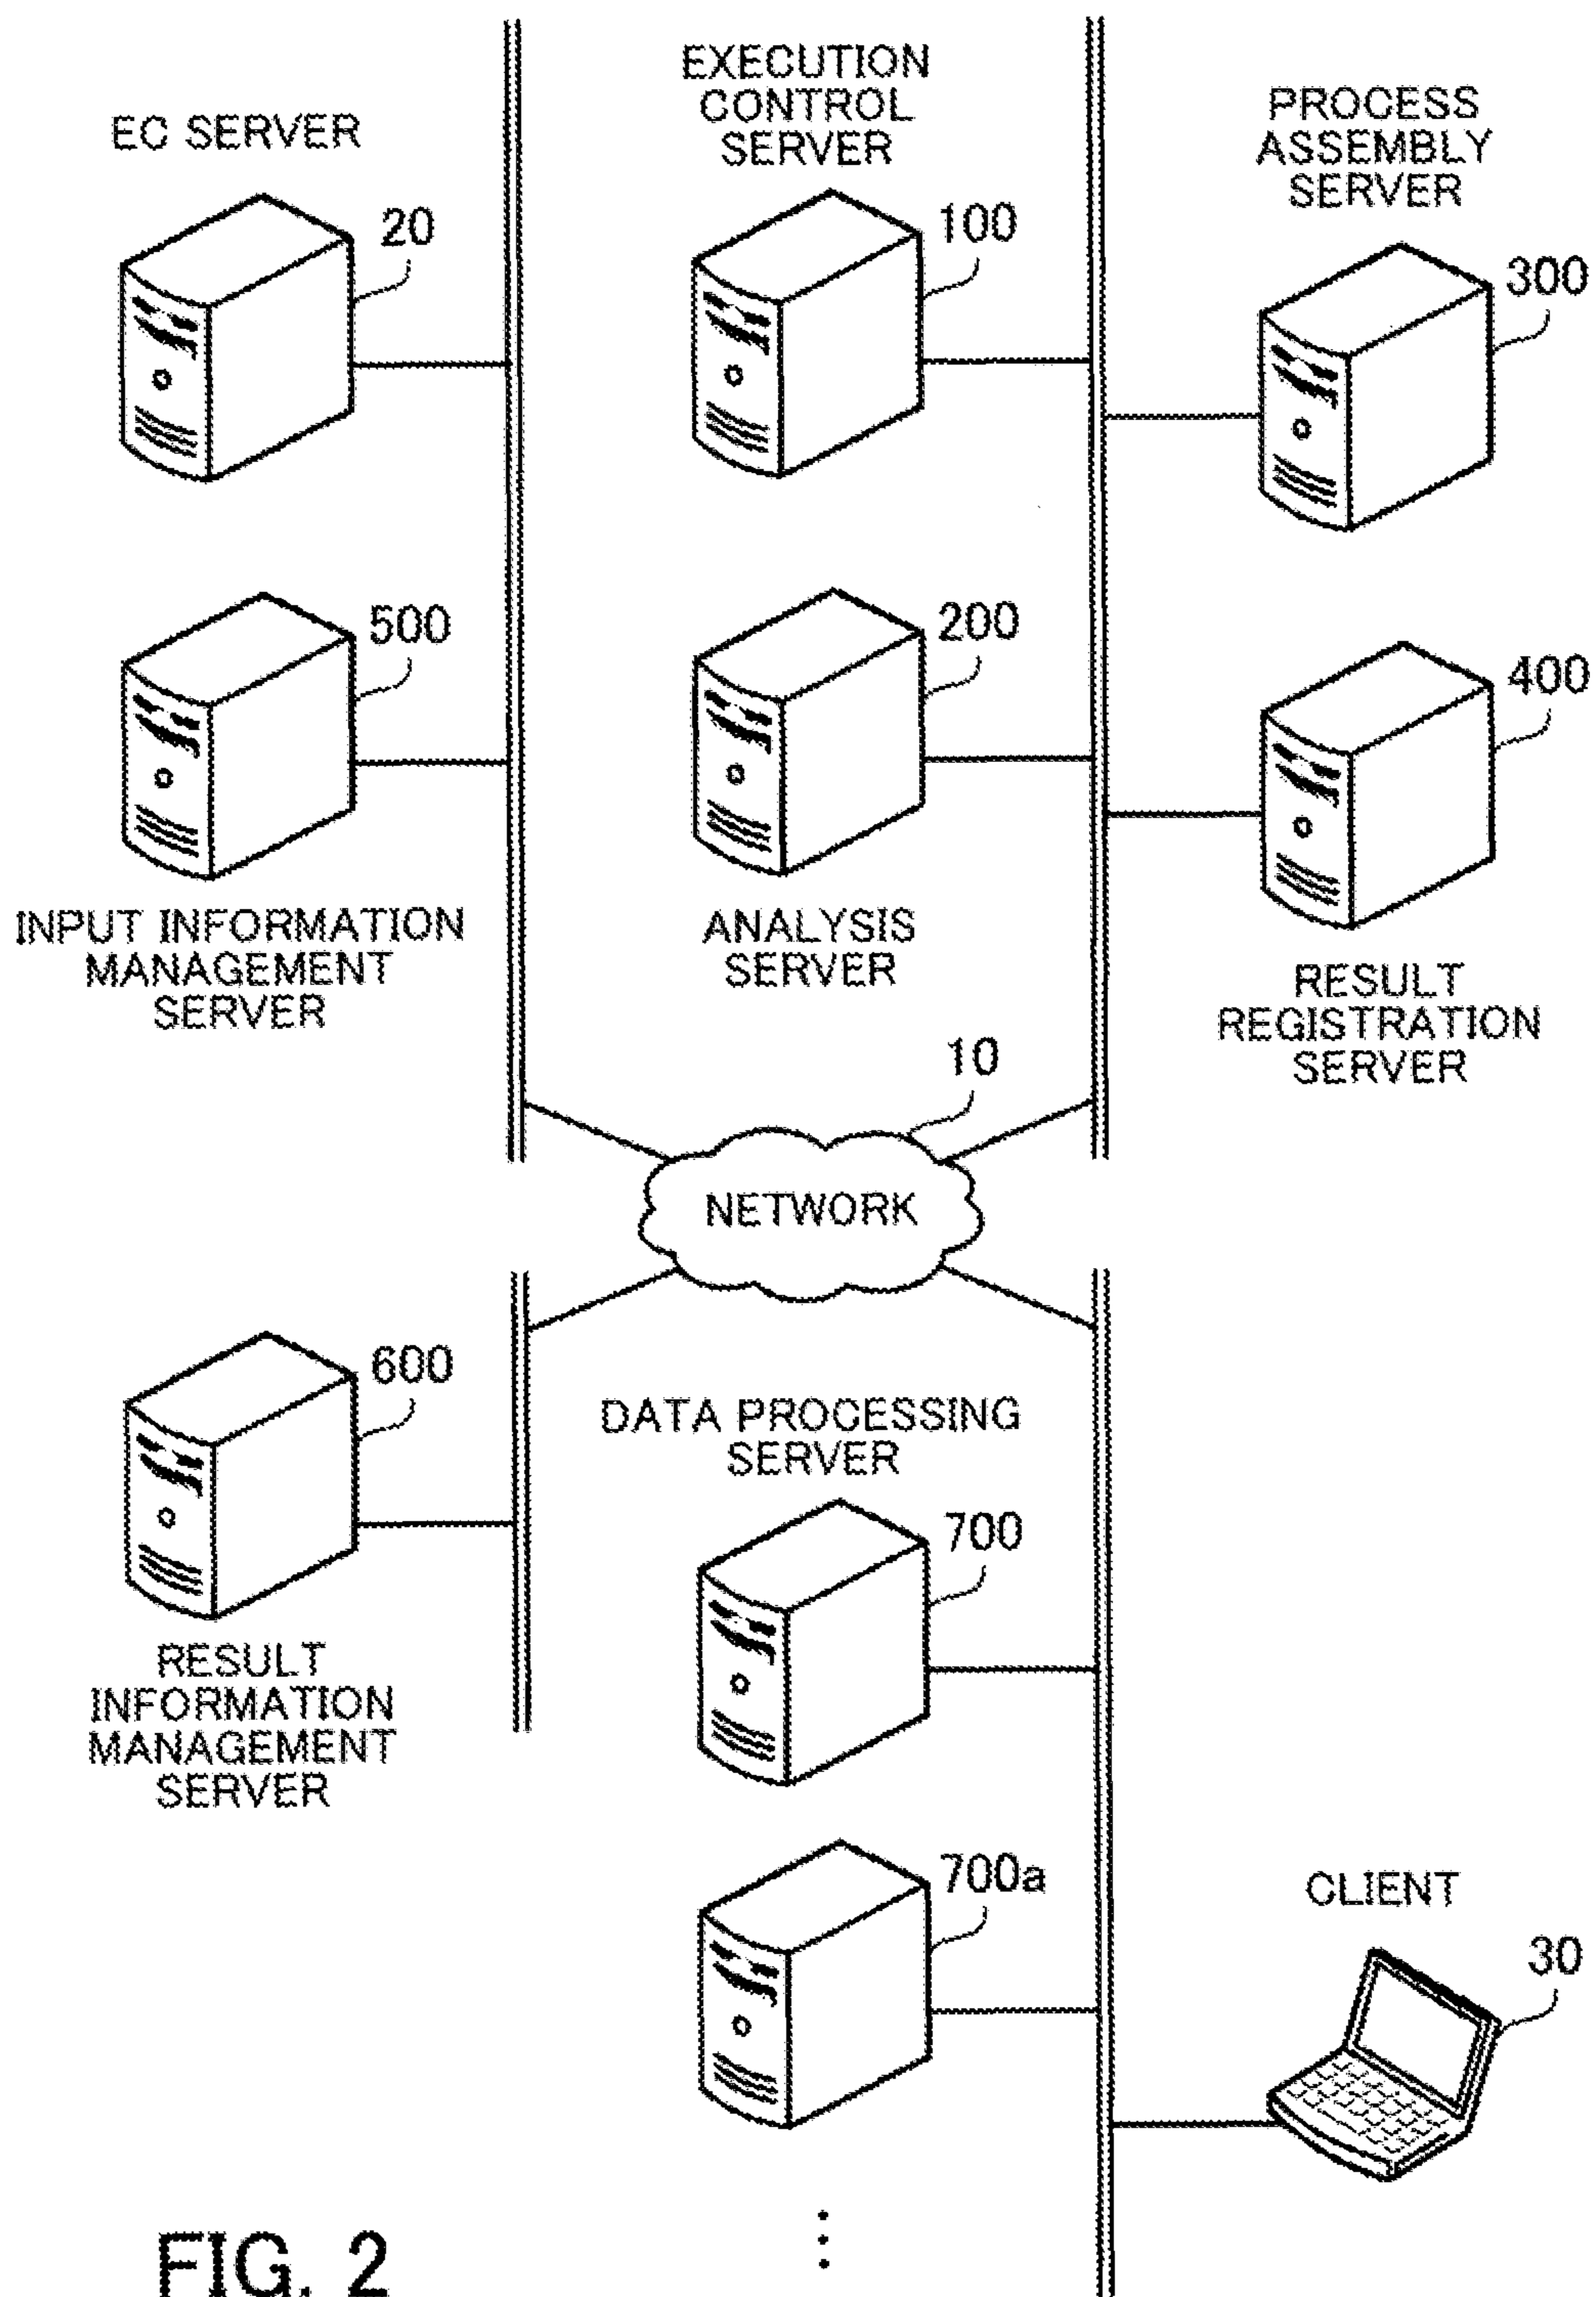 EC SERVER
20
EXECUTION
CONTROL
SERVER
100
PROCESS
ASSEMBLY
SERVER
300
500
INPUT INFORMATION
MANAGEMENT
SERVER
200
ANALYSIS
SERVER
400
RESULT
REGISTRATION
SERVER
10
NETWORK
600
RESULT
INFORMATION
MANAGEMENT
SERVER
DATA PROCESSING
SERVER
700
700a
CLIENT
30
FIG. 2